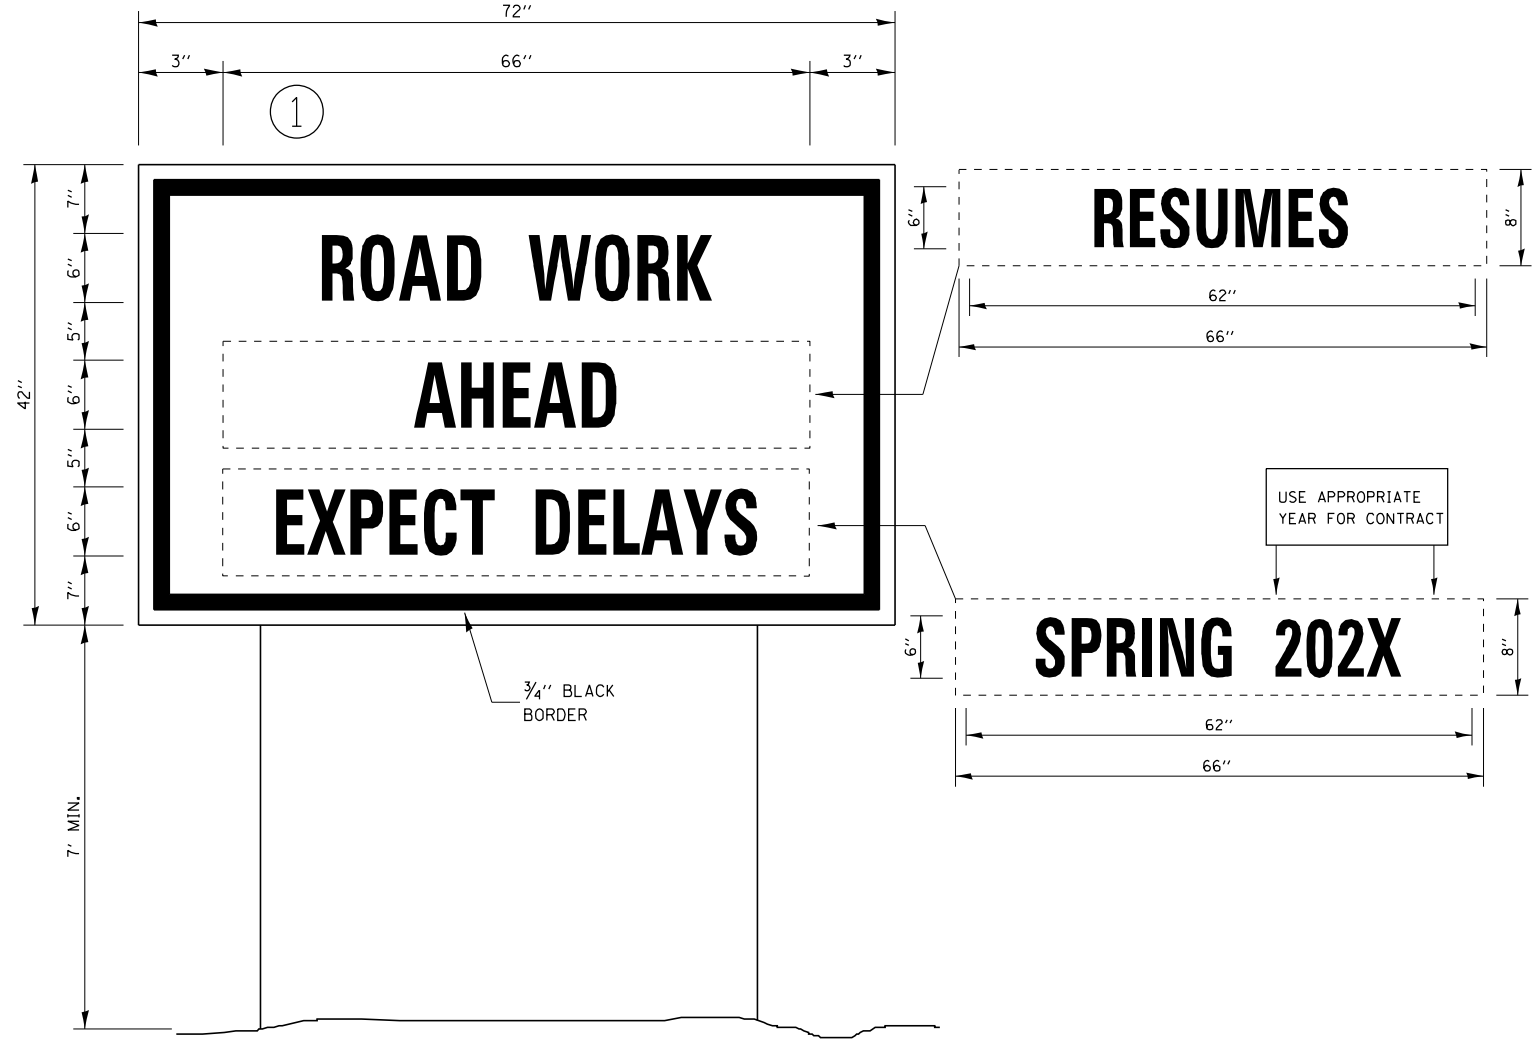 72''
3'' 66'' 3''
1
7''
6''
5''
6''
5''
6''
7''
42''
7' MIN.
ROAD WORK
AHEAD
EXPECT DELAYS
3/4'' BLACK
BORDER
RESUMES
6''
8''
62''
66''
USE APPROPRIATE
YEAR FOR CONTRACT
SPRING 202X
6''
8''
62''
66''